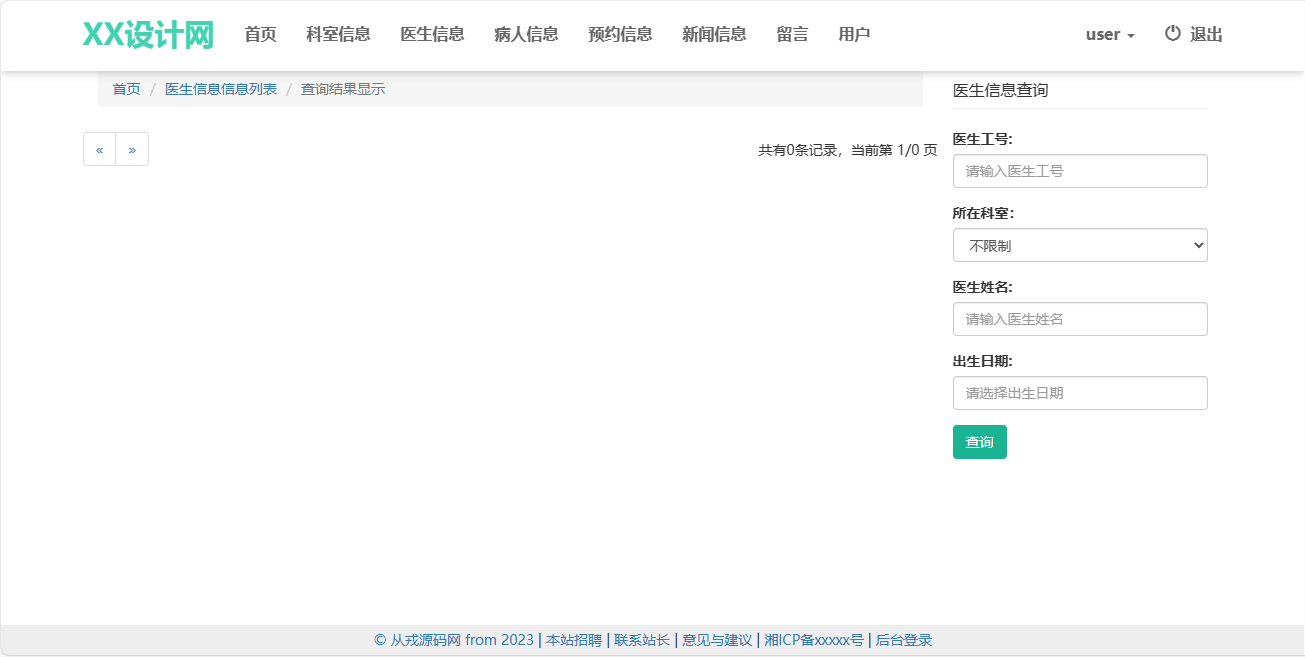 XX设计网 首页 科室信息 医生信息 病人信息 预约信息 新闻信息 留言 用户 user 退出
首页 / 医生信息信息列表 / 查询结果显示
« »
共有0条记录，当前第 1/0 页
医生信息查询
医生工号:
请输入医生工号
所在科室:
不限制
医生姓名:
请输入医生姓名
出生日期:
请选择出生日期
查询
© 从戎源码网 from 2023 | 本站招聘 | 联系站长 | 意见与建议 | 湘ICP备xxxxx号 | 后台登录